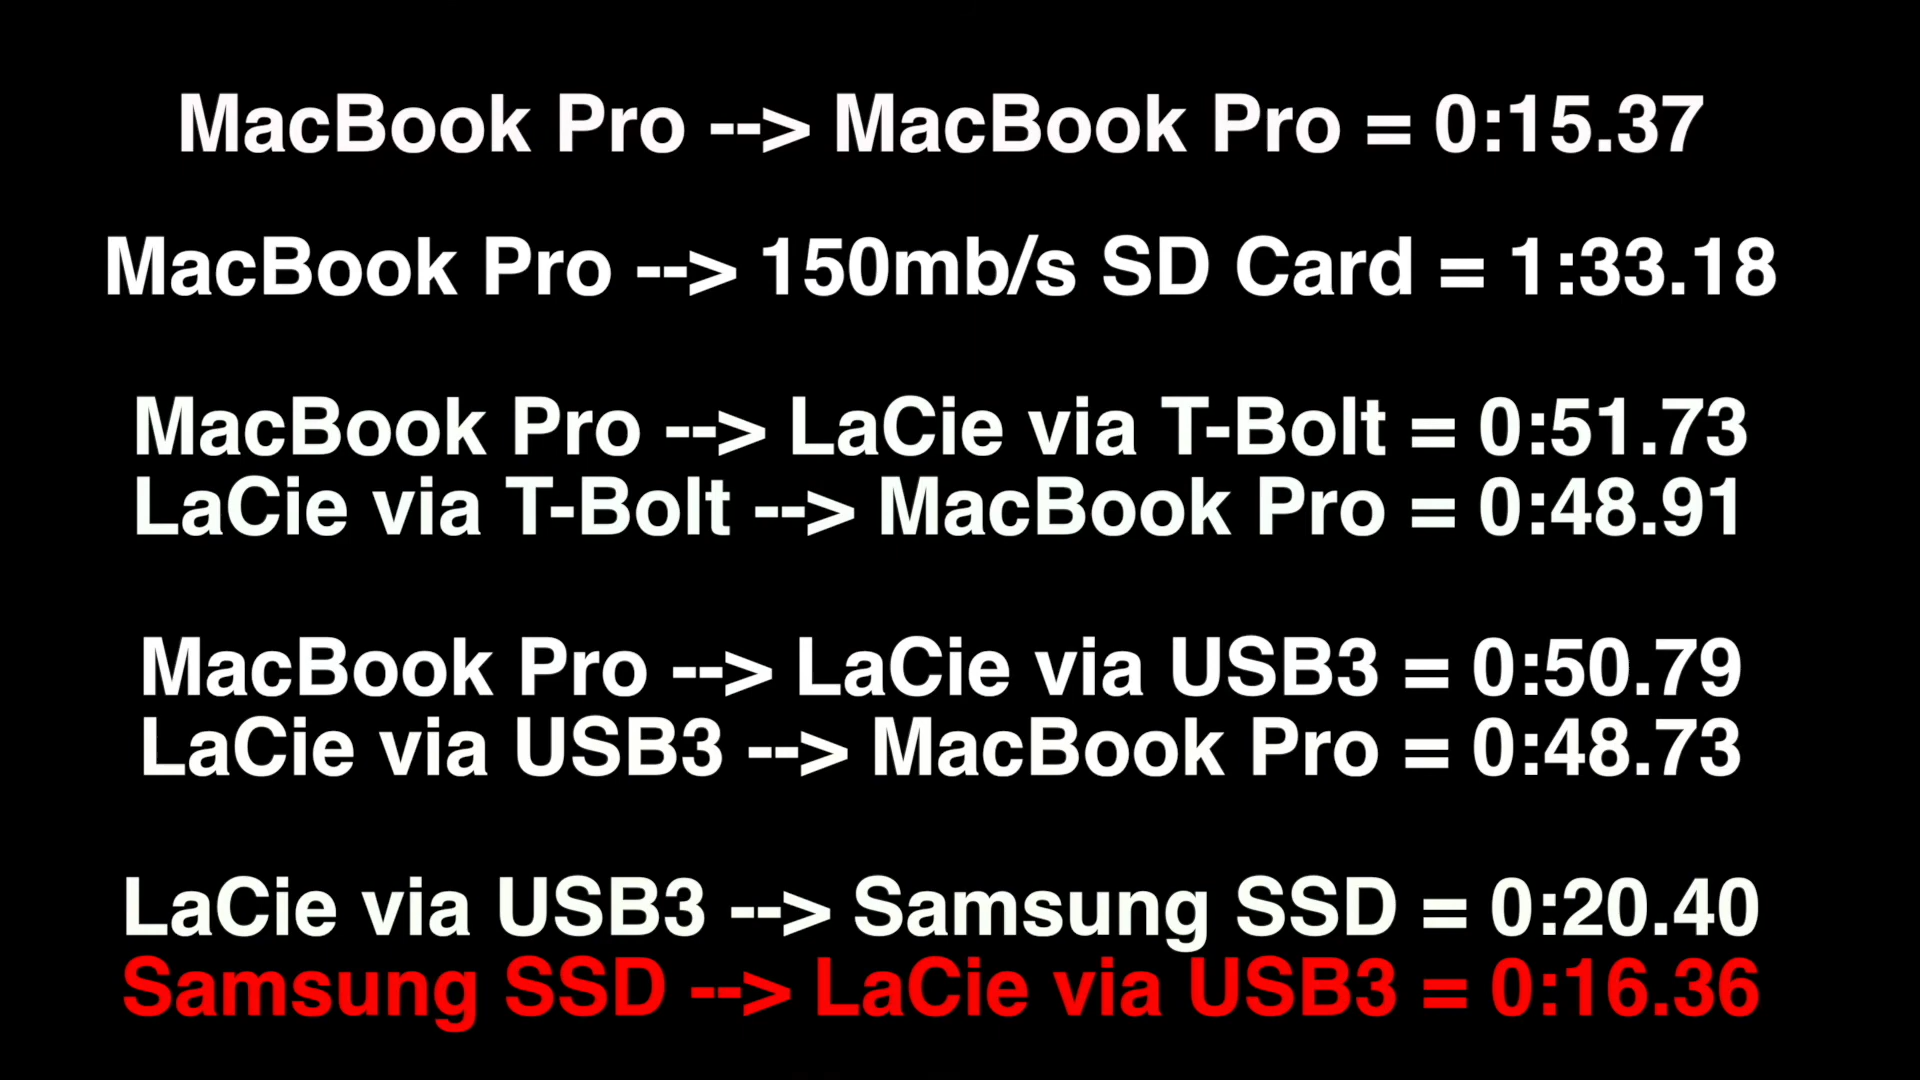 MacBook Pro --> MacBook Pro = 0:15.37
MacBook Pro --> 150mb/s SD Card = 1:33.18
MacBook Pro --> LaCie via T-Bolt = 0:51.73
LaCie via T-Bolt --> MacBook Pro = 0:48.91
MacBook Pro --> LaCie via USB3 = 0:50.79
LaCie via USB3 --> MacBook Pro = 0:48.73
LaCie via USB3 --> Samsung SSD = 0:20.40
Samsung SSD --> LaCie via USB3 = 0:16.36